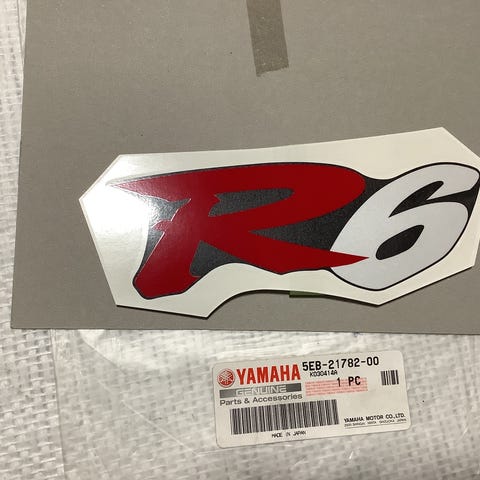 R6
YAMAHA
GENUINE
Parts & Accessories
5EB-21782-00
K030414A
1 PC
MADE IN JAPAN
YAMAHA MOTOR CO.,LTD.